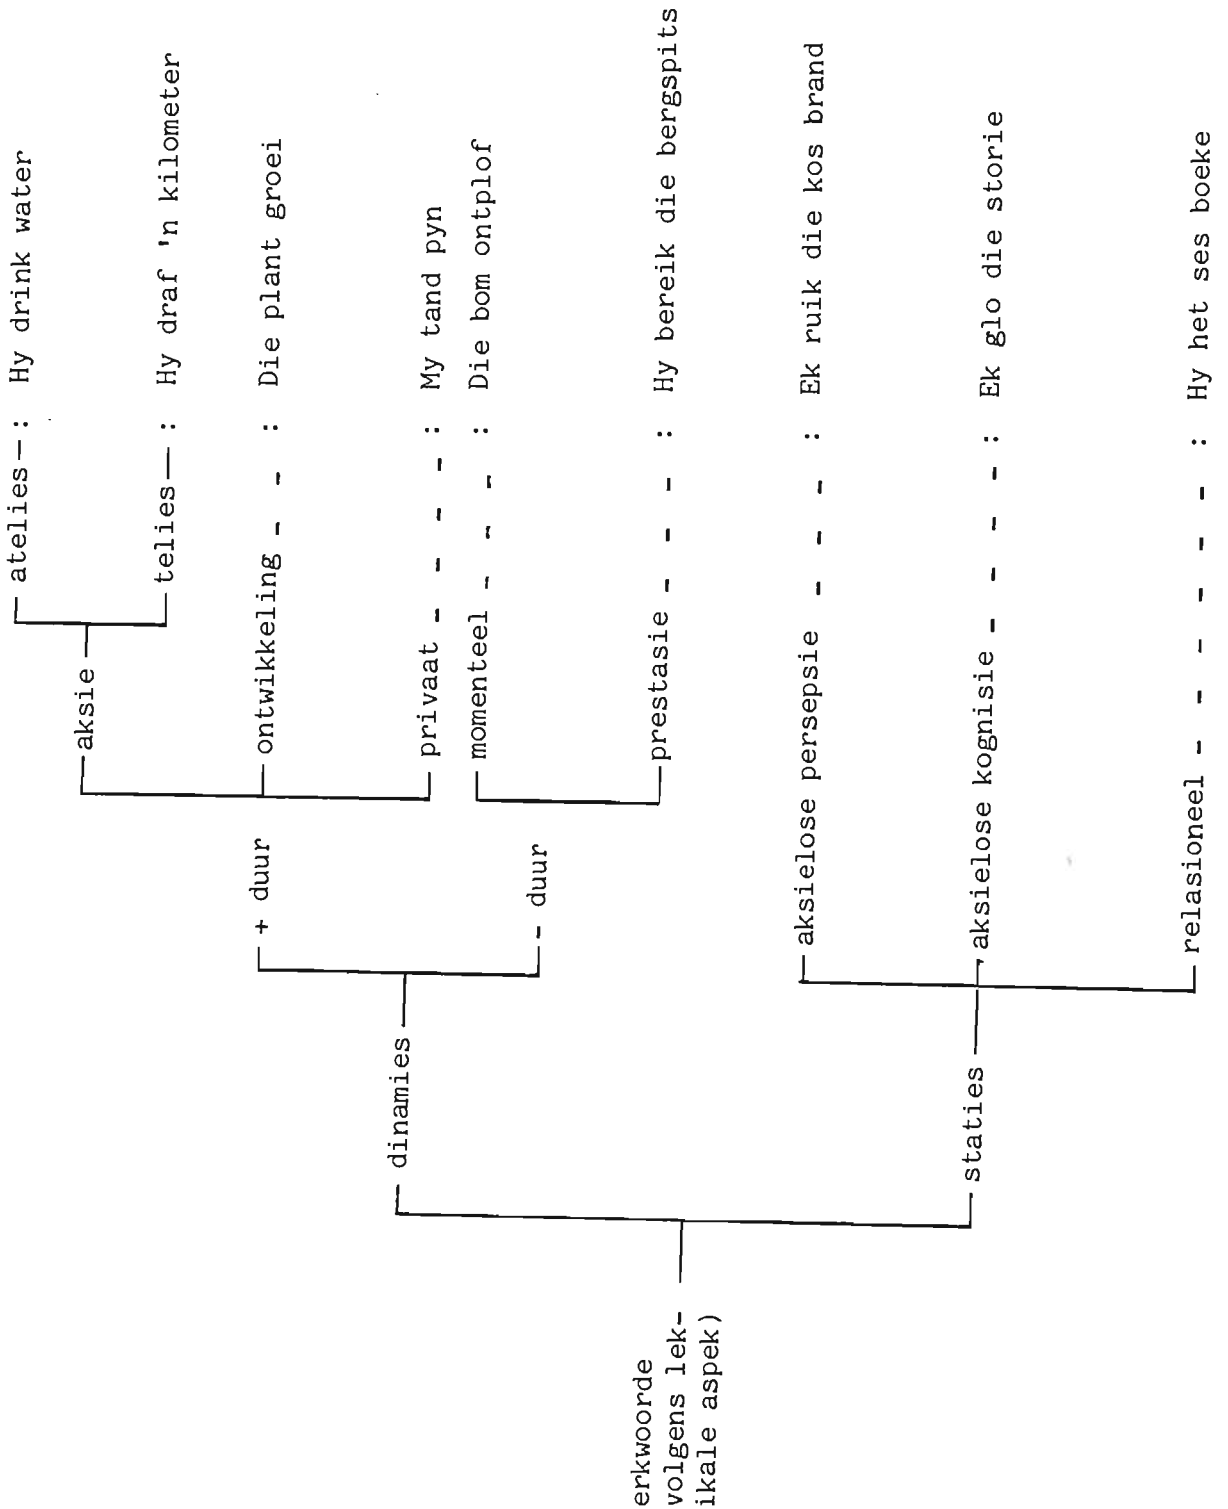 atelies—: Hy drink water
aksie
telies—: Hy draf 'n kilometer
+ duur
ontwikkeling - - : Die plant groei
privaat - - - -: My tand pyn
dinamies
momenteel - - - : Die bom ontplof
- duur
prestasie - - - - : Hy bereik die bergspits
erkwoorde
volgens lek-
ikale aspek)
aksielose persepsie - - - : Ek ruik die kos brand
staties
aksielose kognisie - - - -: Ek glo die storie
relasioneel - - - - - - : Hy het ses boeke